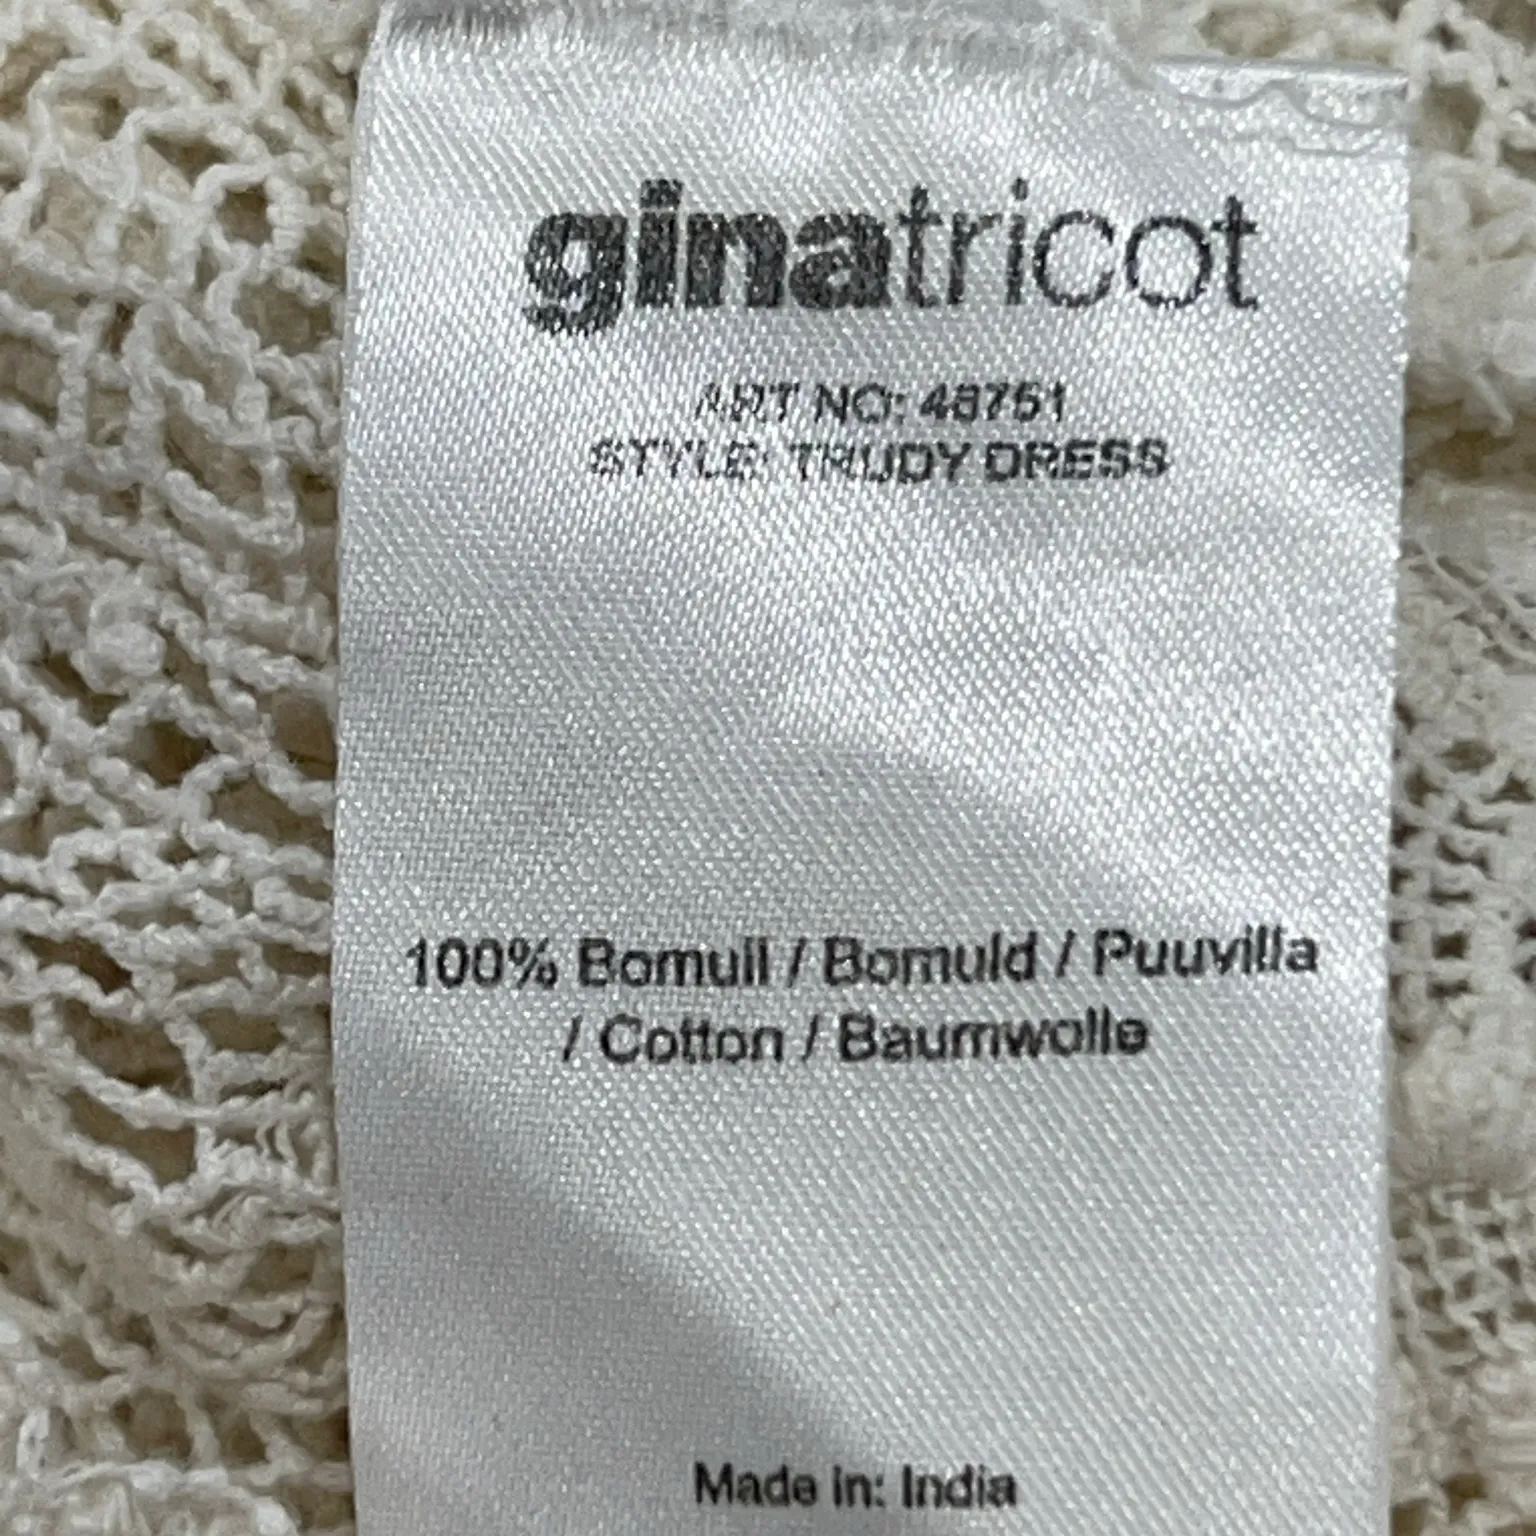 ginatricot
ART NO: 48751
STYLE: TRUDY DRESS
100% Bomull / Bomuld / Puuvilla
/ Cotton / Baumwolle
Made in: India